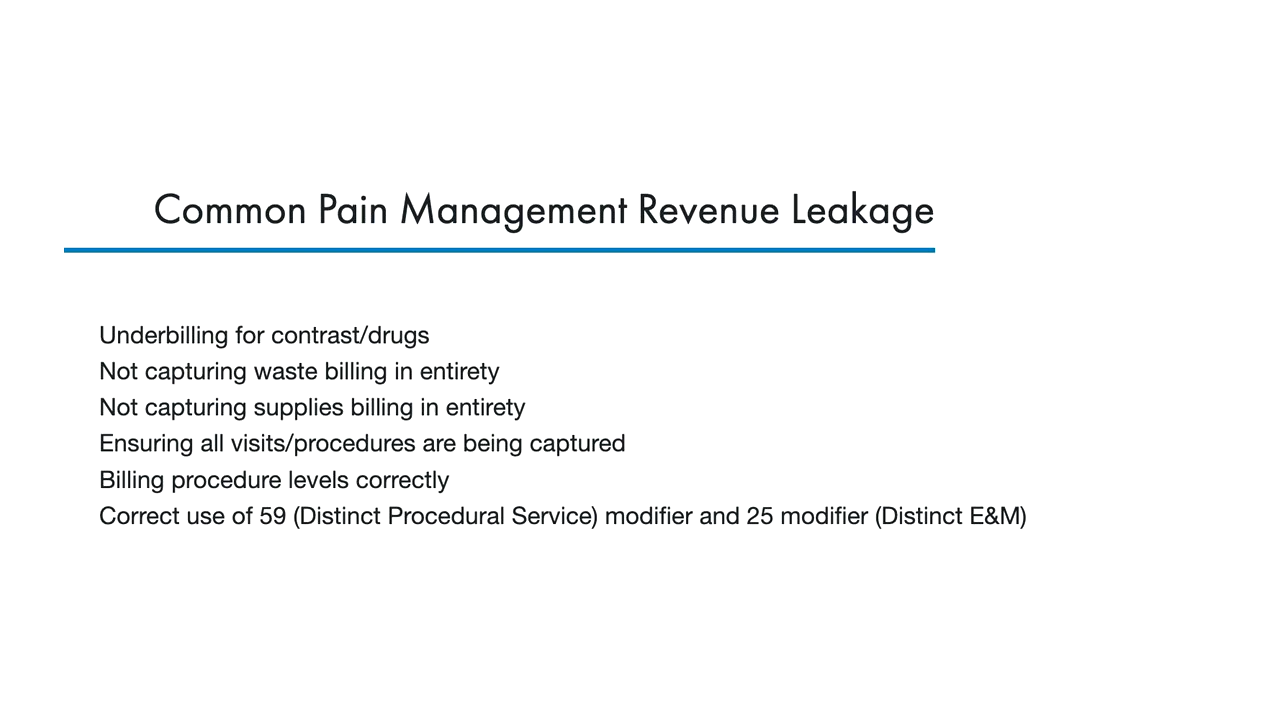 Common Pain Management Revenue Leakage
Underbilling for contrast/drugs
Not capturing waste billing in entirety
Not capturing supplies billing in entirety
Ensuring all visits/procedures are being captured
Billing procedure levels correctly
Correct use of 59 (Distinct Procedural Service) modifier and 25 modifier (Distinct E&M)